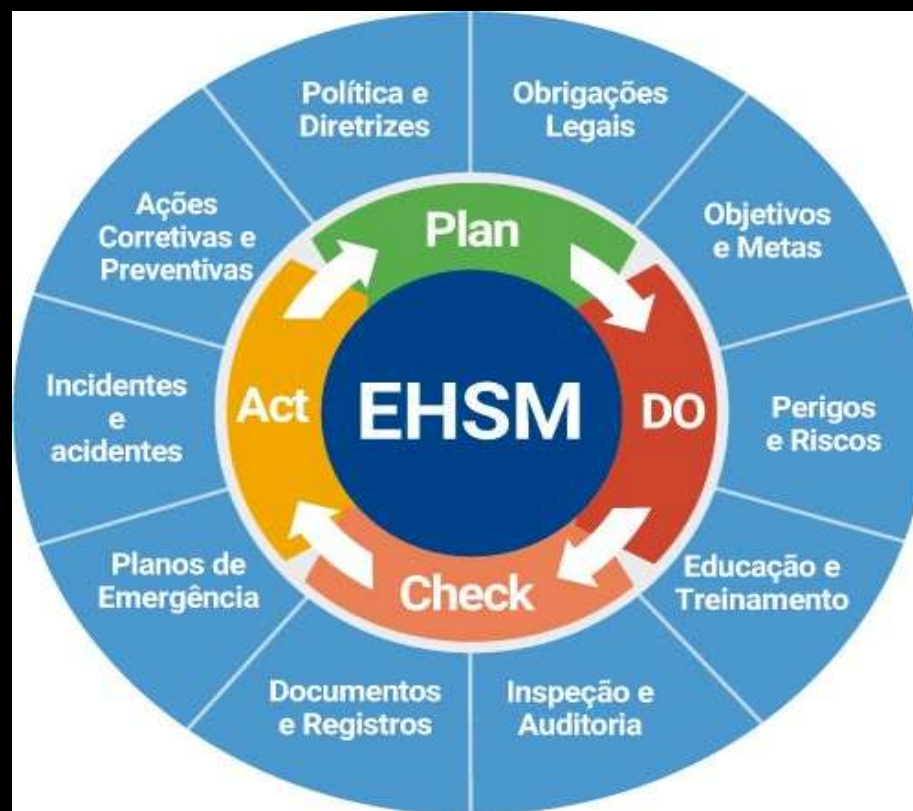 Política e
Diretrizes
Obrigações
Legais
Objetivos
e Metas
Perigos
e Riscos
Educação e
Treinamento
Inspeção e
Auditoria
Documentos
e Registros
Planos de
Emergência
Incidentes
e
acidentes
Ações
Corretivas e
Preventivas
Plan
DO
Check
Act
EHSM